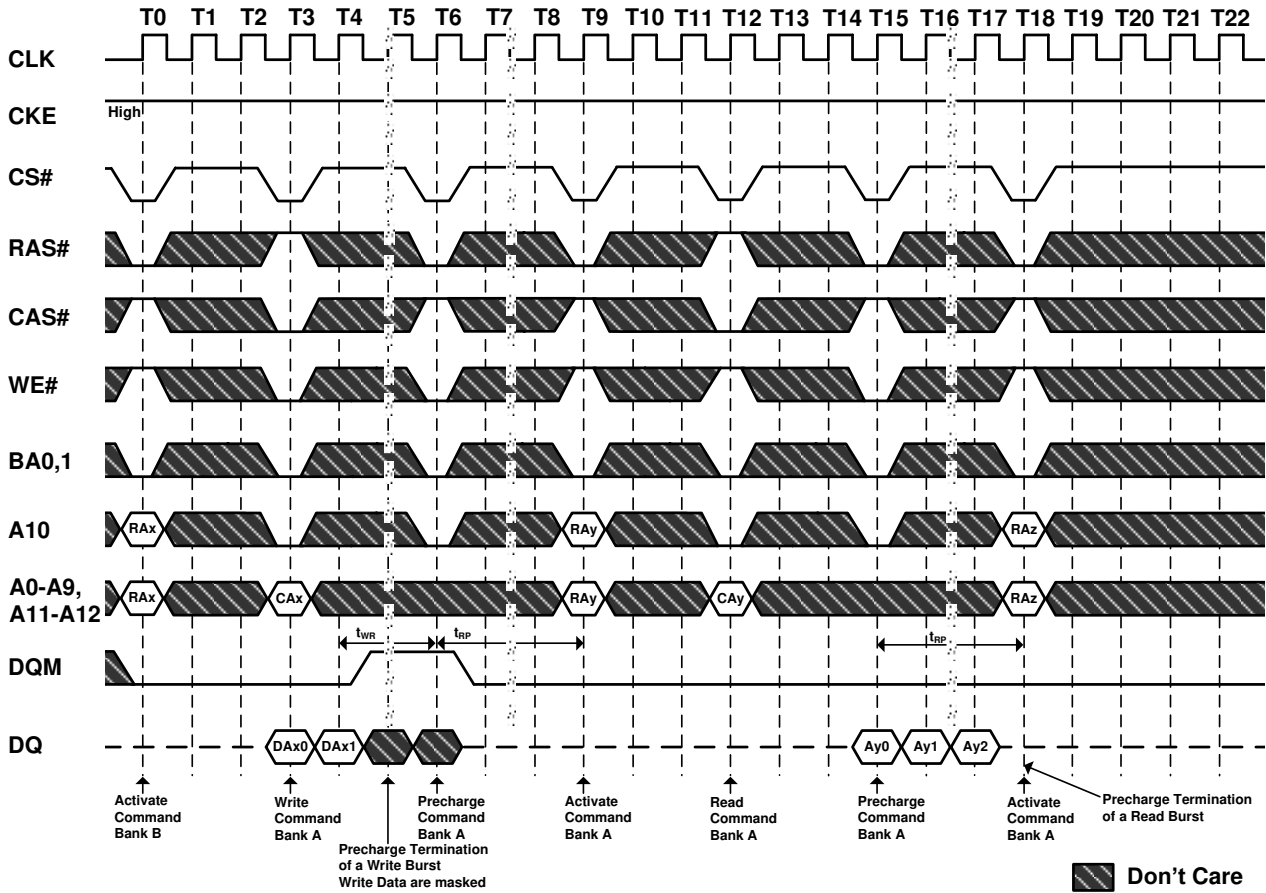 T0 T1 T2 T3 T4 T5 T6 T7 T8 T9 T10 T11 T12 T13 T14 T15 T16 T17 T18 T19 T20 T21 T22
CLK
CKE
High
CS#
RAS#
CAS#
WE#
BA0,1
A10
RAx
RAy
RAz
A0-A9,
A11-A12
RAx
CAx
RAy
CAy
RAz
tWR
tRP
tRP
DQM
DQ
DAx0
DAx1
Ay0
Ay1
Ay2
Activate
Command
Bank B
Write
Command
Bank A
Precharge Termination
of a Write Burst
Write Data are masked
Precharge
Command
Bank A
Activate
Command
Bank A
Read
Command
Bank A
Precharge
Command
Bank A
Activate
Command
Bank A
Precharge Termination
of a Read Burst
Don't Care